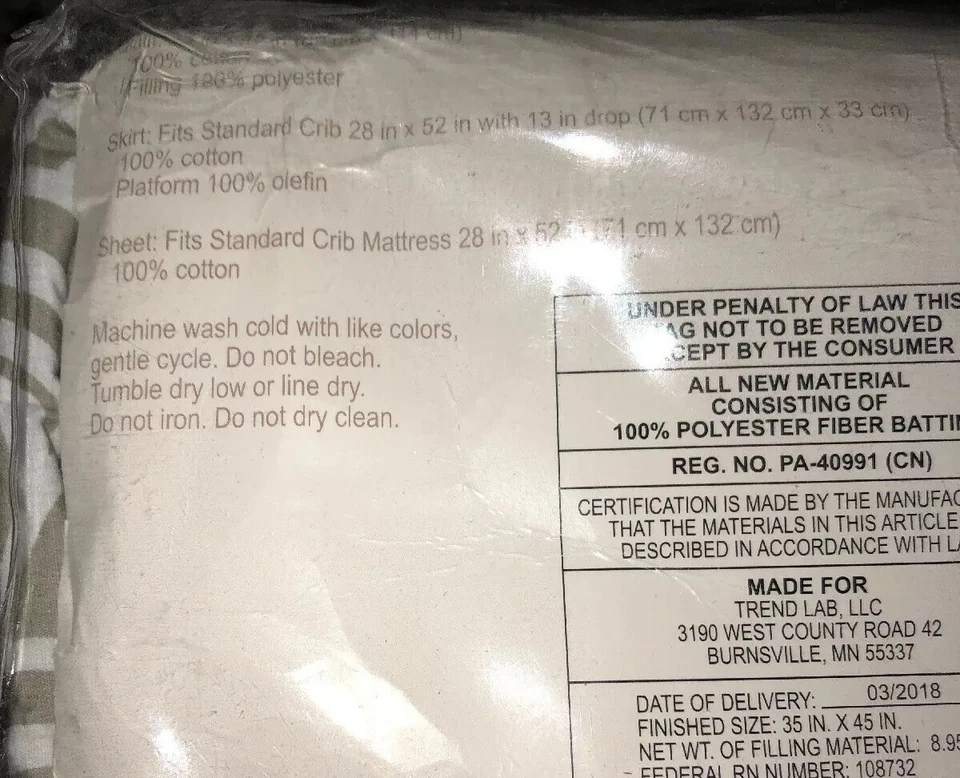 100%
Filling 100% polyester
Skirt: Fits Standard Crib 28 in x 52 in with 13 in drop (71 cm x 132 cm x 33 cm)
100% cotton
Platform 100% olefin
Sheet: Fits Standard Crib Mattress 28 in x 52 (71 cm x 132 cm)
100% cotton
Machine wash cold with like colors,
gentle cycle. Do not bleach.
Tumble dry low or line dry.
Do not iron. Do not dry clean.
UNDER PENALTY OF LAW THIS
AG NOT TO BE REMOVED
CEPT BY THE CONSUMER
ALL NEW MATERIAL
CONSISTING OF
100% POLYESTER FIBER BATTI
REG. NO. PA-40991 (CN)
CERTIFICATION IS MADE BY THE MANUFAC
THAT THE MATERIALS IN THIS ARTICLE
DESCRIBED IN ACCORDANCE WITH LA
MADE FOR
TREND LAB, LLC
3190 WEST COUNTY ROAD 42
BURNSVILLE, MN 55337
DATE OF DELIVERY: 03/2018
FINISHED SIZE: 35 IN. X 45 IN.
NET WT. OF FILLING MATERIAL: 8.95
FEDERAL RN NUMBER: 108732